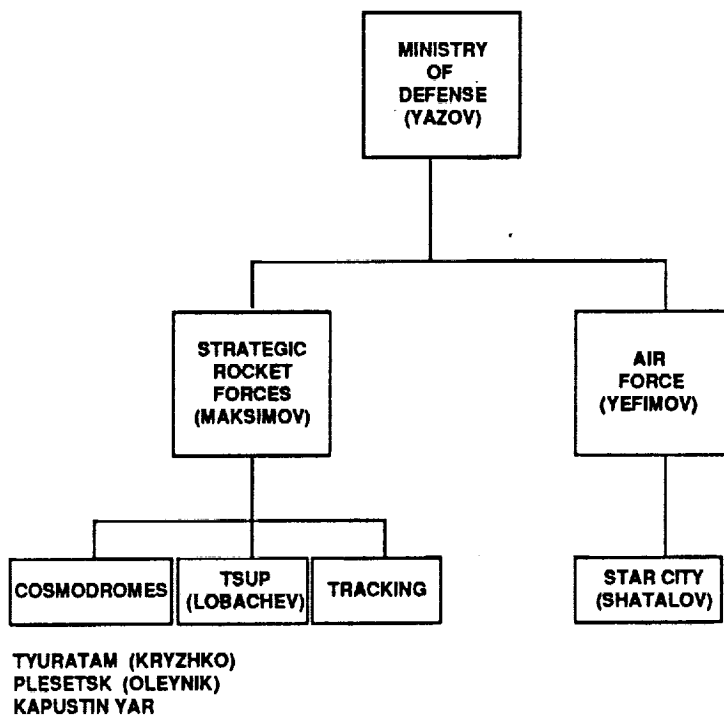 MINISTRY
OF
DEFENSE
(YAZOV)
STRATEGIC
ROCKET
FORCES
(MAKSIMOV)
AIR
FORCE
(YEFIMOV)
COSMODROMES
TSUP
(LOBACHEV)
TRACKING
STAR CITY
(SHATALOV)
TYURATAM (KRYZHKO)
PLESETSK (OLEYNIK)
KAPUSTIN YAR